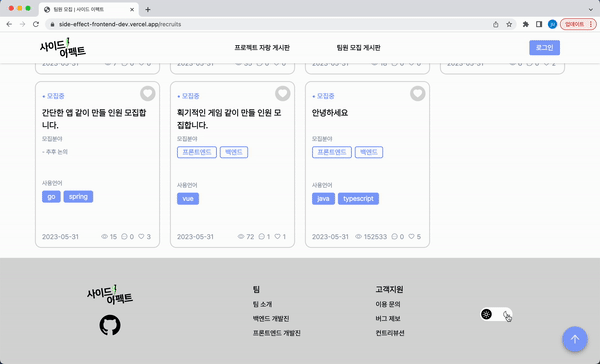 팀원 모집 | 사이드 이펙트
side-effect-frontend-dev.vercel.app/recruits
업데이트
사이드 이펙트
프로젝트 자랑 게시판
팀원 모집 게시판
로그인
모집중
간단한 앱 같이 만들 인원 모집합
니다.
모집분야
- 추후 논의
사용언어
go
spring
2023-05-31
15
0
3
모집중
획기적인 게임 같이 만들 인원 모
집합니다.
모집분야
프론트엔드
백엔드
사용언어
vue
2023-05-31
72
1
1
모집중
안녕하세요
모집분야
프론트엔드
백엔드
사용언어
java
typescript
2023-05-31
152533
0
5
사이드 이펙트
팀
팀 소개
백엔드 개발진
프론트엔드 개발진
고객지원
이용 문의
버그 제보
컨트리뷰션